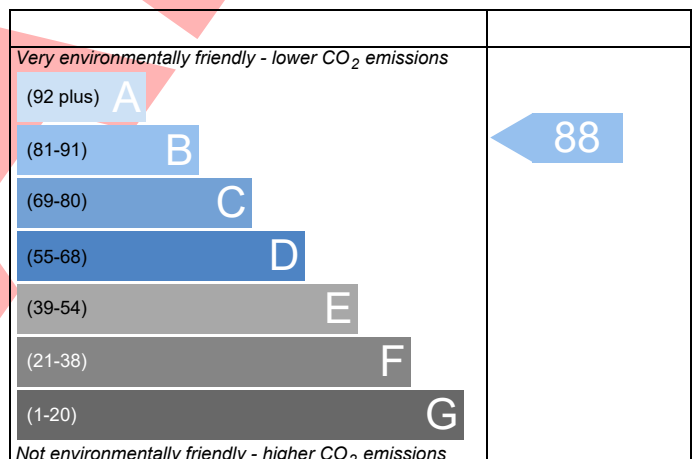 Very environmentally friendly - lower CO2 emissions
(92 plus) A
(81-91) B
88
(69-80) C
(55-68) D
(39-54) E
(21-38) F
(1-20) G
Not environmentally friendly - higher CO2 emissions